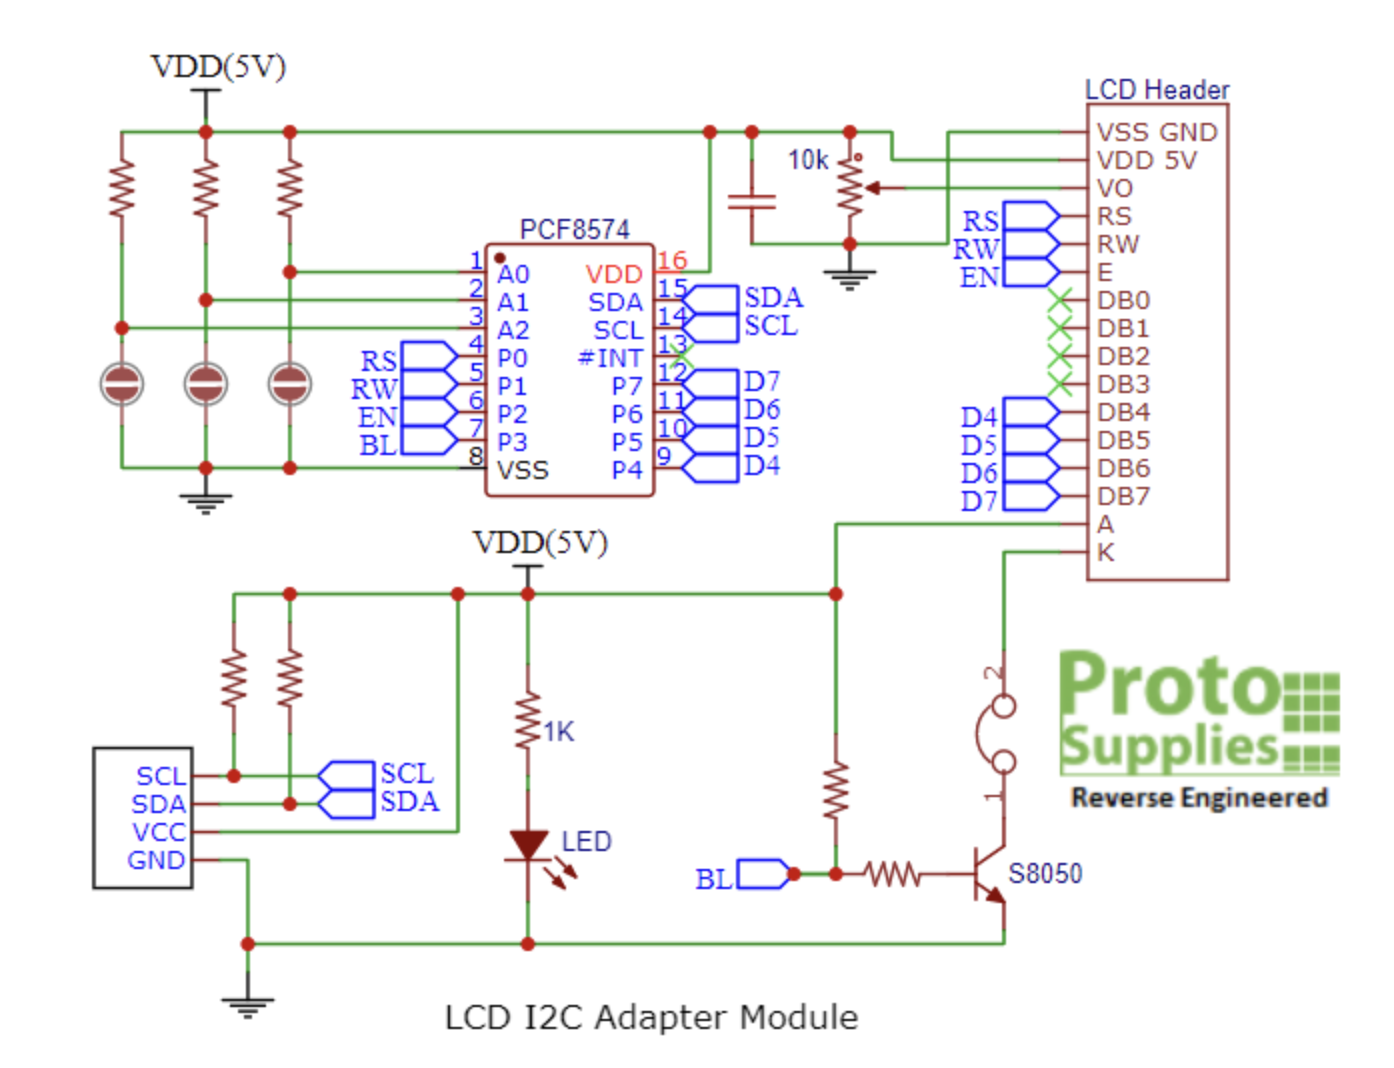 VDD(5V)
LCD Header
VSS GND
VDD 5V
VO
RS
RW
E
DB0
DB1
DB2
DB3
DB4
DB5
DB6
DB7
A
K
10k
RS
RW
EN
D4
D5
D6
D7
PCF8574
1 A0
2 A1
3 A2
4 P0
5 P1
6 P2
7 P3
8 VSS
VDD 16
SDA 15
SCL 14
#INT 13
P7 12
P6 11
P5 10
P4 9
RS
RW
EN
BL
SDA
SCL
D7
D6
D5
D4
VDD(5V)
SCL
SDA
VCC
GND
SCL
SDA
1K
LED
BL
2
1
S8050
Proto
Supplies
Reverse Engineered
LCD I2C Adapter Module